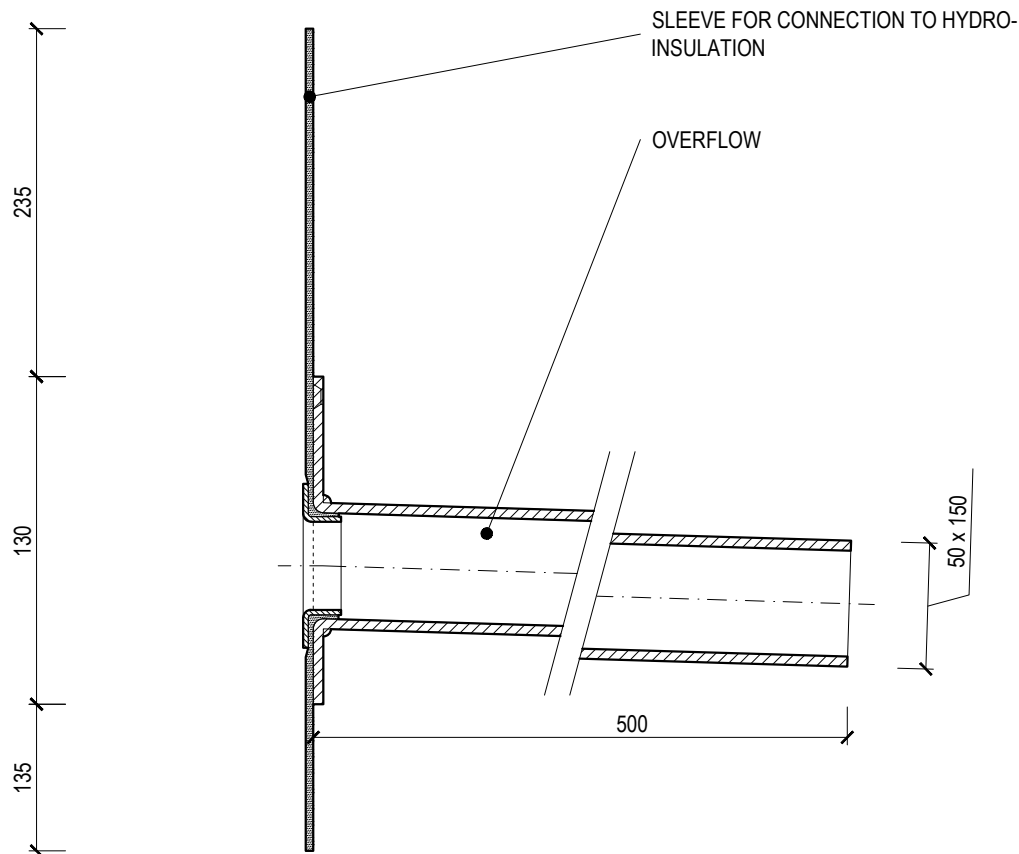 SLEEVE FOR CONNECTION TO HYDRO-
INSULATION
OVERFLOW
235
130
50 x 150
500
135